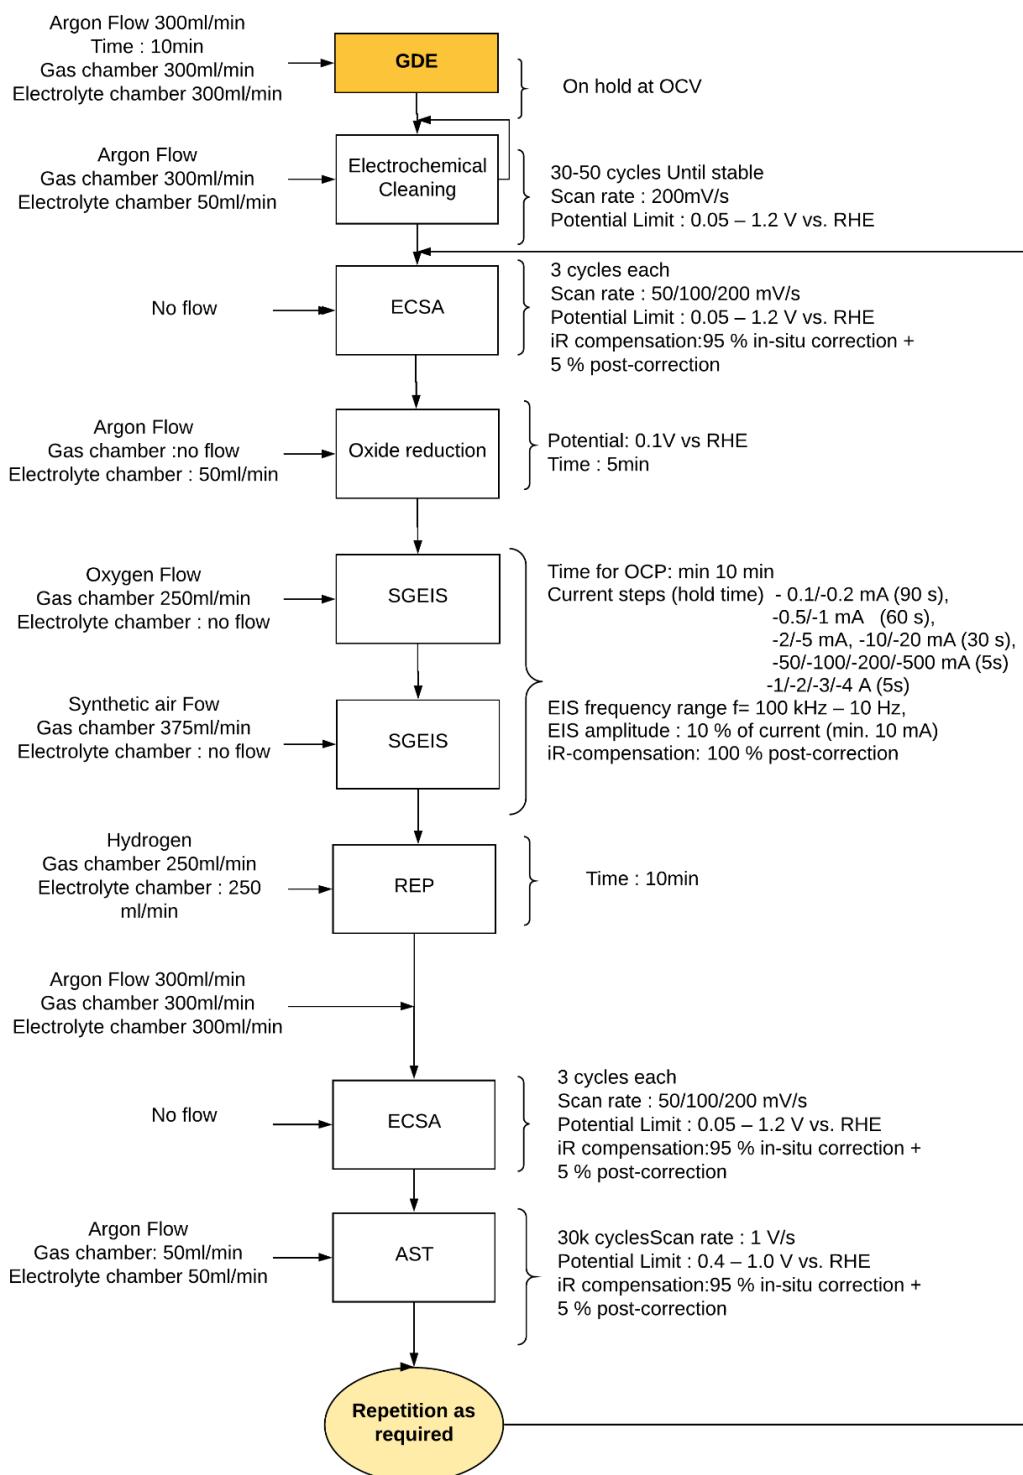 Argon Flow 300ml/min
Time : 10min
Gas chamber 300ml/min
Electrolyte chamber 300ml/min
GDE
On hold at OCV
Argon Flow
Gas chamber 300ml/min
Electrolyte chamber 50ml/min
Electrochemical
Cleaning
30-50 cycles Until stable
Scan rate : 200mV/s
Potential Limit : 0.05 – 1.2 V vs. RHE
No flow
ECSA
3 cycles each
Scan rate : 50/100/200 mV/s
Potential Limit : 0.05 – 1.2 V vs. RHE
iR compensation:95 % in-situ correction +
5 % post-correction
Argon Flow
Gas chamber :no flow
Electrolyte chamber : 50ml/min
Oxide reduction
Potential: 0.1V vs RHE
Time : 5min
Oxygen Flow
Gas chamber 250ml/min
Electrolyte chamber : no flow
SGEIS
Synthetic air Fow
Gas chamber 375ml/min
Electrolyte chamber : no flow
SGEIS
Time for OCP: min 10 min
Current steps (hold time) - 0.1/-0.2 mA (90 s),
-0.5/-1 mA (60 s),
-2/-5 mA, -10/-20 mA (30 s),
-50/-100/-200/-500 mA (5s)
-1/-2/-3/-4 A (5s)
EIS frequency range f= 100 kHz – 10 Hz,
EIS amplitude : 10 % of current (min. 10 mA)
iR-compensation: 100 % post-correction
Hydrogen
Gas chamber 250ml/min
Electrolyte chamber : 250
ml/min
REP
Time : 10min
Argon Flow 300ml/min
Gas chamber 300ml/min
Electrolyte chamber 300ml/min
No flow
ECSA
3 cycles each
Scan rate : 50/100/200 mV/s
Potential Limit : 0.05 – 1.2 V vs. RHE
iR compensation:95 % in-situ correction +
5 % post-correction
Argon Flow
Gas chamber: 50ml/min
Electrolyte chamber 50ml/min
AST
30k cyclesScan rate : 1 V/s
Potential Limit : 0.4 – 1.0 V vs. RHE
iR compensation:95 % in-situ correction +
5 % post-correction
Repetition as
required